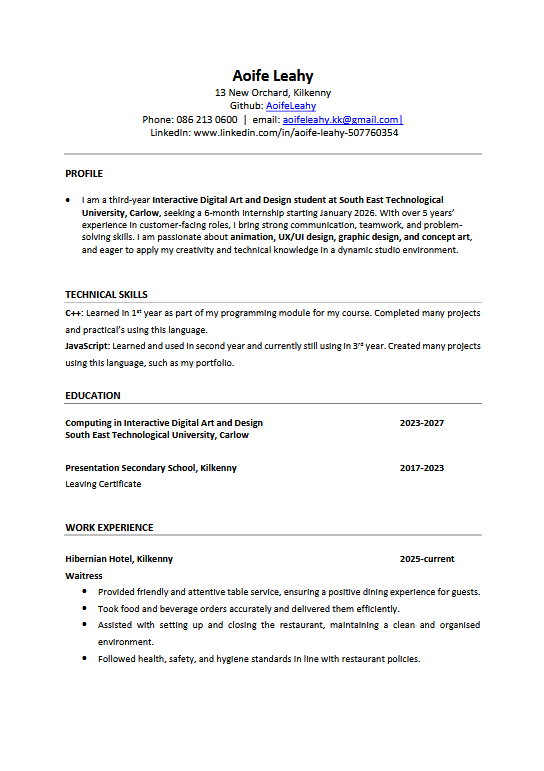 Aoife Leahy
13 New Orchard, Kilkenny
Github: AoifeLeahy
Phone: 086 213 0600 | email: aoifeleahy.kk@gmail.com|
LinkedIn: www.linkedin.com/in/aoife-leahy-507760354
PROFILE
• I am a third-year Interactive Digital Art and Design student at South East Technological
University, Carlow, seeking a 6-month internship starting January 2026. With over 5 years'
experience in customer-facing roles, I bring strong communication, teamwork, and problem-
solving skills. I am passionate about animation, UX/UI design, graphic design, and concept art,
and eager to apply my creativity and technical knowledge in a dynamic studio environment.
TECHNICAL SKILLS
C++: Learned in 1st year as part of my programming module for my course. Completed many projects
and practical's using this language.
JavaScript: Learned and used in second year and currently still using in 3rd year. Created many projects
using this language, such as my portfolio.
EDUCATION
Computing in Interactive Digital Art and Design 2023-2027
South East Technological University, Carlow
Presentation Secondary School, Kilkenny 2017-2023
Leaving Certificate
WORK EXPERIENCE
Hibernian Hotel, Kilkenny 2025-current
Waitress
• Provided friendly and attentive table service, ensuring a positive dining experience for guests.
• Took food and beverage orders accurately and delivered them efficiently.
• Assisted with setting up and closing the restaurant, maintaining a clean and organised
environment.
• Followed health, safety, and hygiene standards in line with restaurant policies.